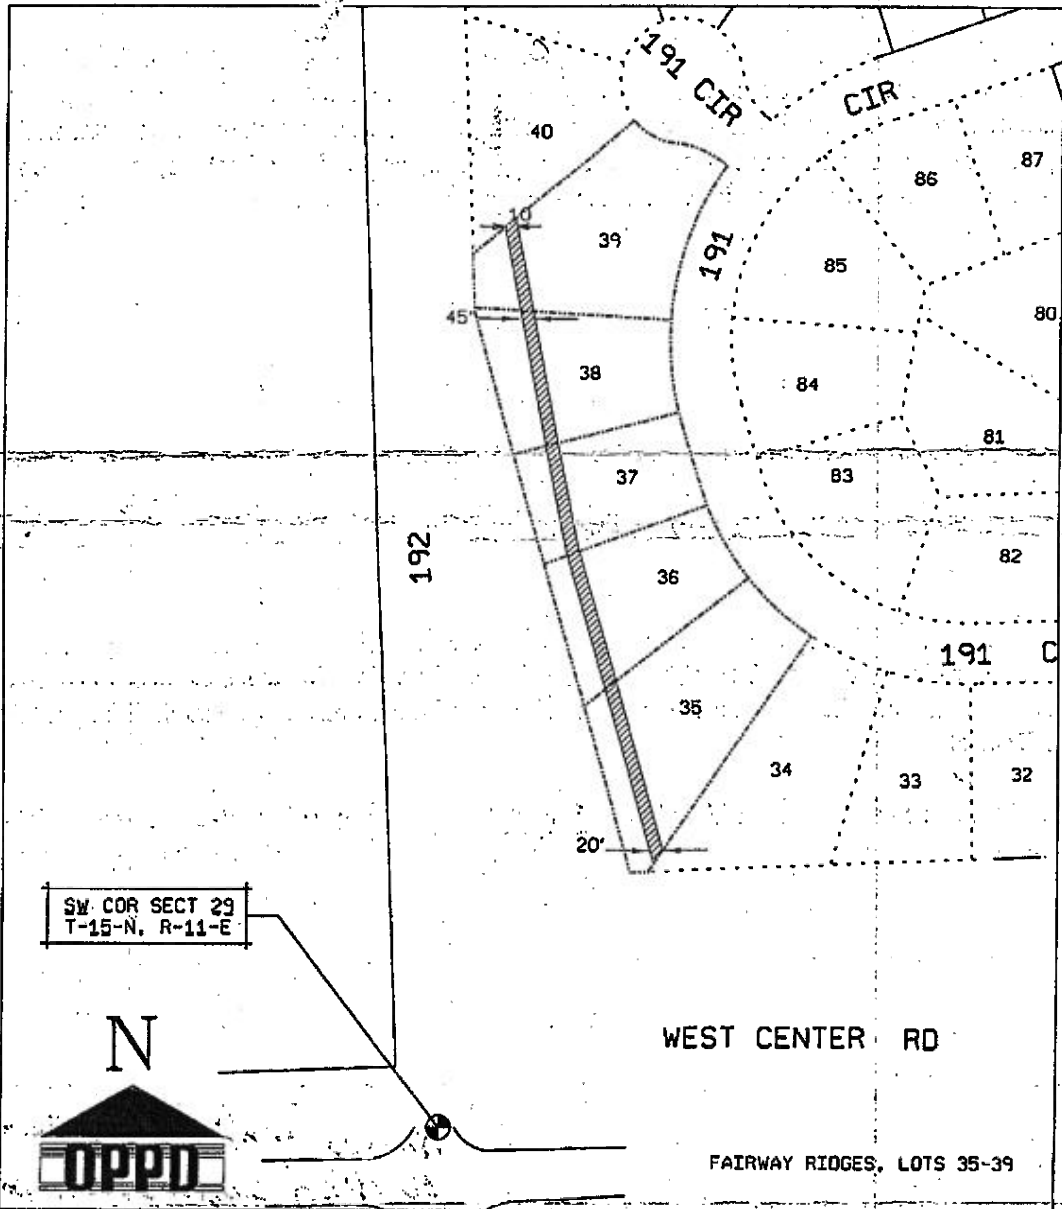 191 CIR
CIR
40
87
86
10'
39
191
85
80
45'
38
84
81
37
83
192
36
82
191 C
35
34
33
32
20'
SW COR SECT 29
T-15-N, R-11-E
N
WEST CENTER RD
OPPD
FAIRWAY RIDGES, LOTS 35-39